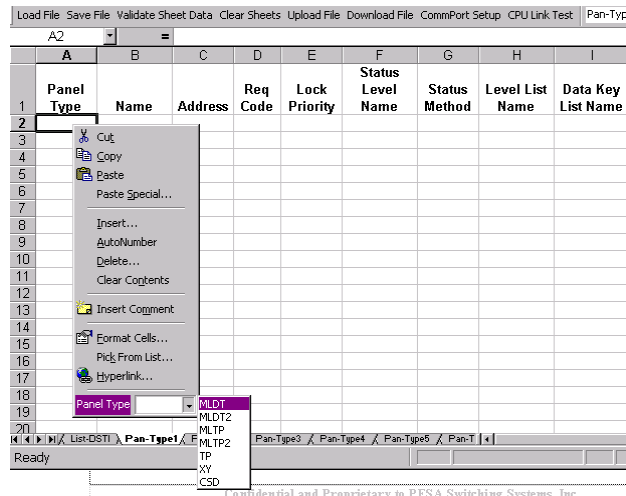 Load File Save File Validate Sheet Data Clear Sheets Upload File Download File CommPort Setup CPU Link Test Pan-Typ
A2 =
A B C D E F G H I
1 Panel Type Name Address Req Code Lock Priority Status Level Name Status Method Level List Name Data Key List Name
2
3
4
5
6
7
8
9
10
11
12
13
14
15
16
17
18
19
20
Cut
Copy
Paste
Paste Special...
Insert...
AutoNumber
Delete...
Clear Contents
Insert Comment
Format Cells...
Pick From List...
Hyperlink...
Panel Type
MLDT
MLDT2
MLTP
MLTP2
TP
XY
CSD
List-DSTI Pan-Type1 Pan-Type3 Pan-Type4 Pan-Type5 Pan-T
Ready
Confidential and Proprietary to PESA Switching Systems, Inc